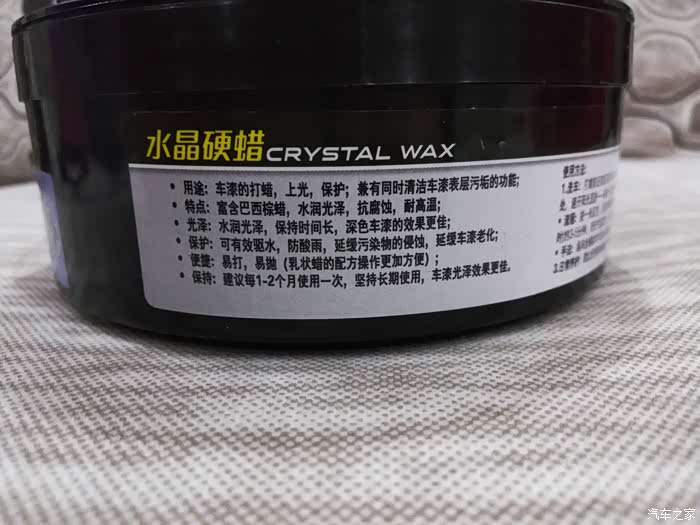 水晶硬蜡CRYSTAL WAX
• 用途：车漆的打蜡，上光，保护；兼有同时清洁车漆表层污垢的功能；
• 特点：富含巴西棕蜡，水润光泽，抗腐蚀，耐高温；
• 光泽：水润光泽，保持时间长，深色车漆的效果更佳；
• 保护：可有效驱水，防酸雨，延缓污染物的侵蚀，延缓车漆老化；
• 便捷：易打，易抛（乳状蜡的配方操作更加方便）；
• 保持：建议每1-2个月使用一次，坚持长期使用，车漆光泽效果更佳。
使用方法：
1.洗车：
汽车之家